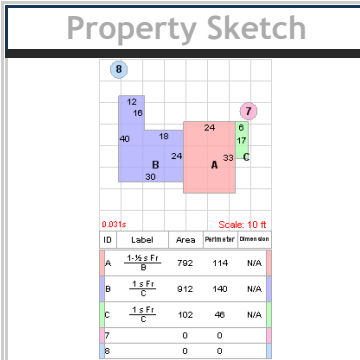 Property Sketch
8
12
16
7
24
6
18
17
40
24
33
C
B
A
30
0.031s
Scale: 10 ft
ID Label Area Perimeter Dimension
A 1-½ s Fr 792 114 N/A
B
B 1 s Fr 912 140 N/A
C
C 1 s Fr 102 46 N/A
C
7 0 0
8 0 0